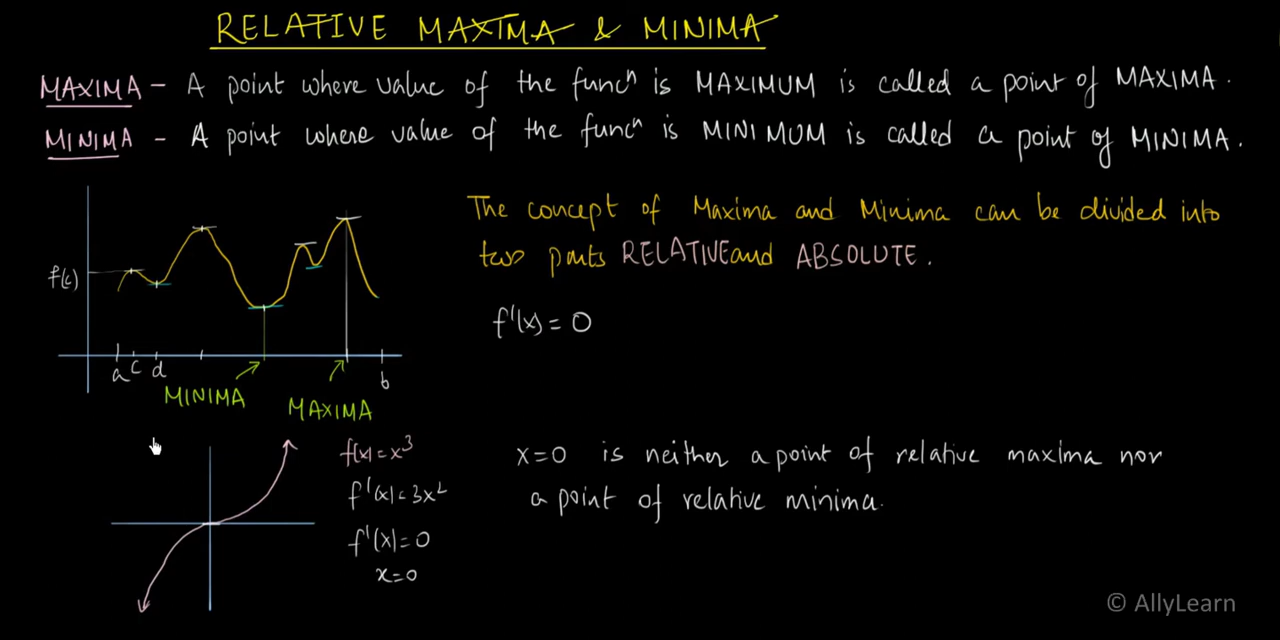 RELATIVE MAXIMA & MINIMA
MAXIMA – A point where value of the funcⁿ is MAXIMUM is called a point of MAXIMA.
MINIMA – A point where value of the funcⁿ is MINIMUM is called a point of MINIMA.
The concept of Maxima and Minima can be divided into
two parts RELATIVE and ABSOLUTE.
f(c)
f'(x) = 0
a c d
b
MINIMA
MAXIMA
f(x) = x³
f'(x) = 3x²
f'(x) = 0
x = 0
x = 0 is neither a point of relative maxima nor
a point of relative minima.
© AllyLearn